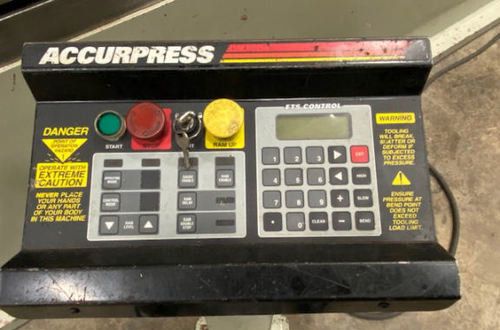 ACCURPRESS
DANGER
POINT OF
OPERATION
HAZARD
OPERATE WITH
EXTREME
CAUTION
NEVER PLACE
YOUR HANDS
OR ANY PART
OF YOUR BODY
IN THIS MACHINE
START
RAM UP
ETS CONTROL
1 2 3
4 5 6
7 8 9 + SLOW
0 CLEAR - BEND
WARNING
TOOLING
WILL BREAK,
SHATTER OR
DEFORM IF
SUBJECTED
TO EXCESS
PRESSURE.
ENSURE
PRESSURE AT
BEND POINT
DOES NOT
EXCEED
TOOLING
LOAD LIMIT.